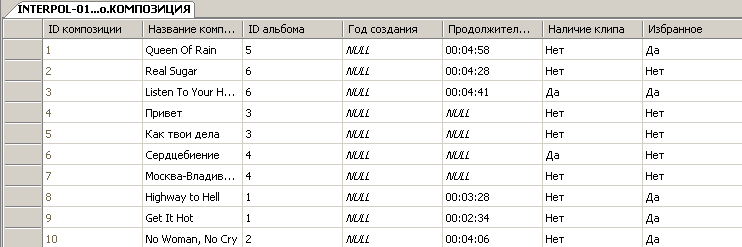 INTERPOL-01...o.КОМПОЗИЦИЯ
ID композиции Название комп... ID альбома Год создания Продолжител... Наличие клипа Избранное
1 Queen Of Rain 5 NULL 00:04:58 Нет Да
2 Real Sugar 6 NULL 00:04:28 Нет Нет
3 Listen To Your H... 6 NULL 00:04:41 Да Да
4 Привет 3 NULL NULL Нет Нет
5 Как твои дела 3 NULL NULL Нет Нет
6 Сердцебиение 4 NULL NULL Да Нет
7 Москва-Владив... 4 NULL NULL Нет Нет
8 Highway to Hell 1 NULL 00:03:28 Нет Да
9 Get It Hot 1 NULL 00:02:34 Нет Да
10 No Woman, No Cry 2 NULL 00:04:06 Нет Да